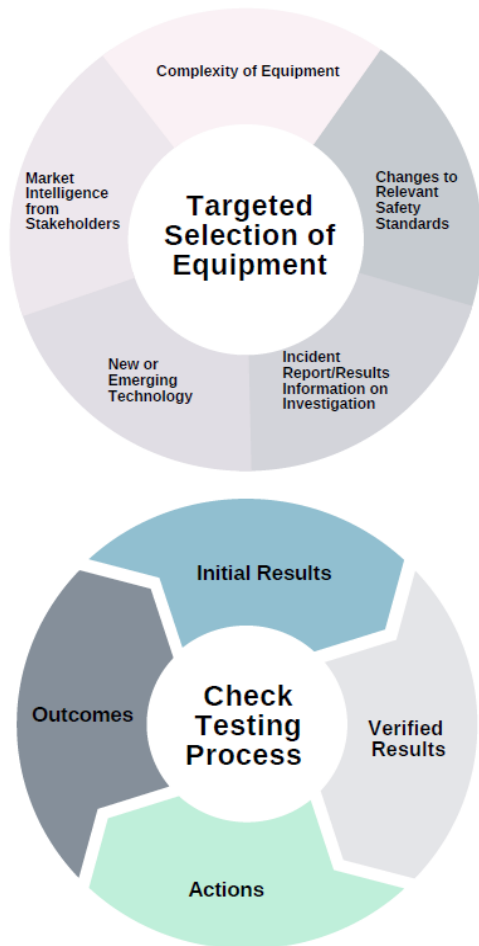 Complexity of Equipment
Market
Intelligence
from
Stakeholders
Targeted
Selection of
Equipment
Changes to
Relevant
Safety
Standards
New or
Emerging
Technology
Incident
Report/Results
Information on
Investigation
Initial Results
Outcomes
Check
Testing
Process
Verified
Results
Actions